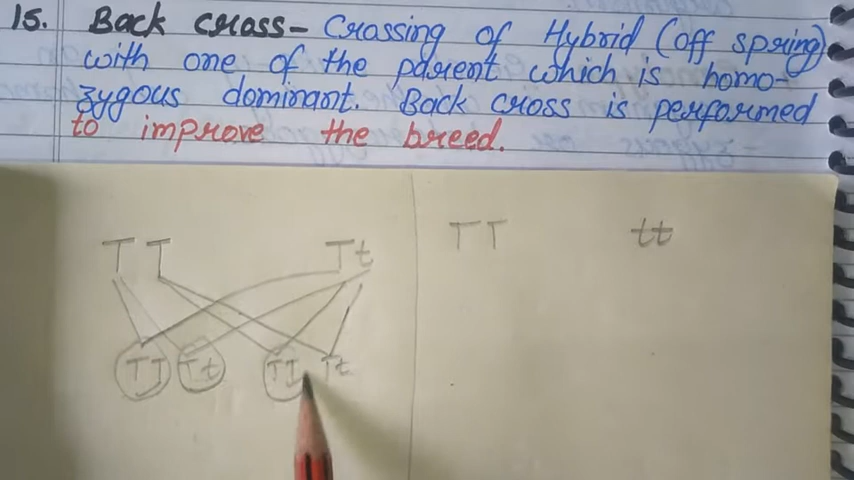 15. Back cross- Crossing of Hybrid (off spring)
with one of the parent which is homo-
zygous dominant. Back cross is performed
to improve the breed.
TT Tt
TT Tt TT Tt
TT tt